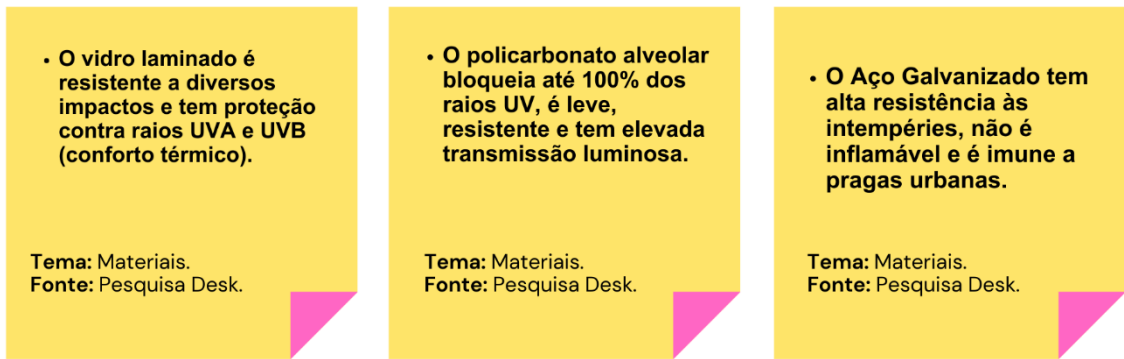 • O vidro laminado é
resistente a diversos
impactos e tem proteção
contra raios UVA e UVB
(conforto térmico).
Tema: Materiais.
Fonte: Pesquisa Desk.
• O policarbonato alveolar
bloqueia até 100% dos
raios UV, é leve,
resistente e tem elevada
transmissão luminosa.
Tema: Materiais.
Fonte: Pesquisa Desk.
• O Aço Galvanizado tem
alta resistência às
intempéries, não é
inflamável e é imune a
pragas urbanas.
Tema: Materiais.
Fonte: Pesquisa Desk.